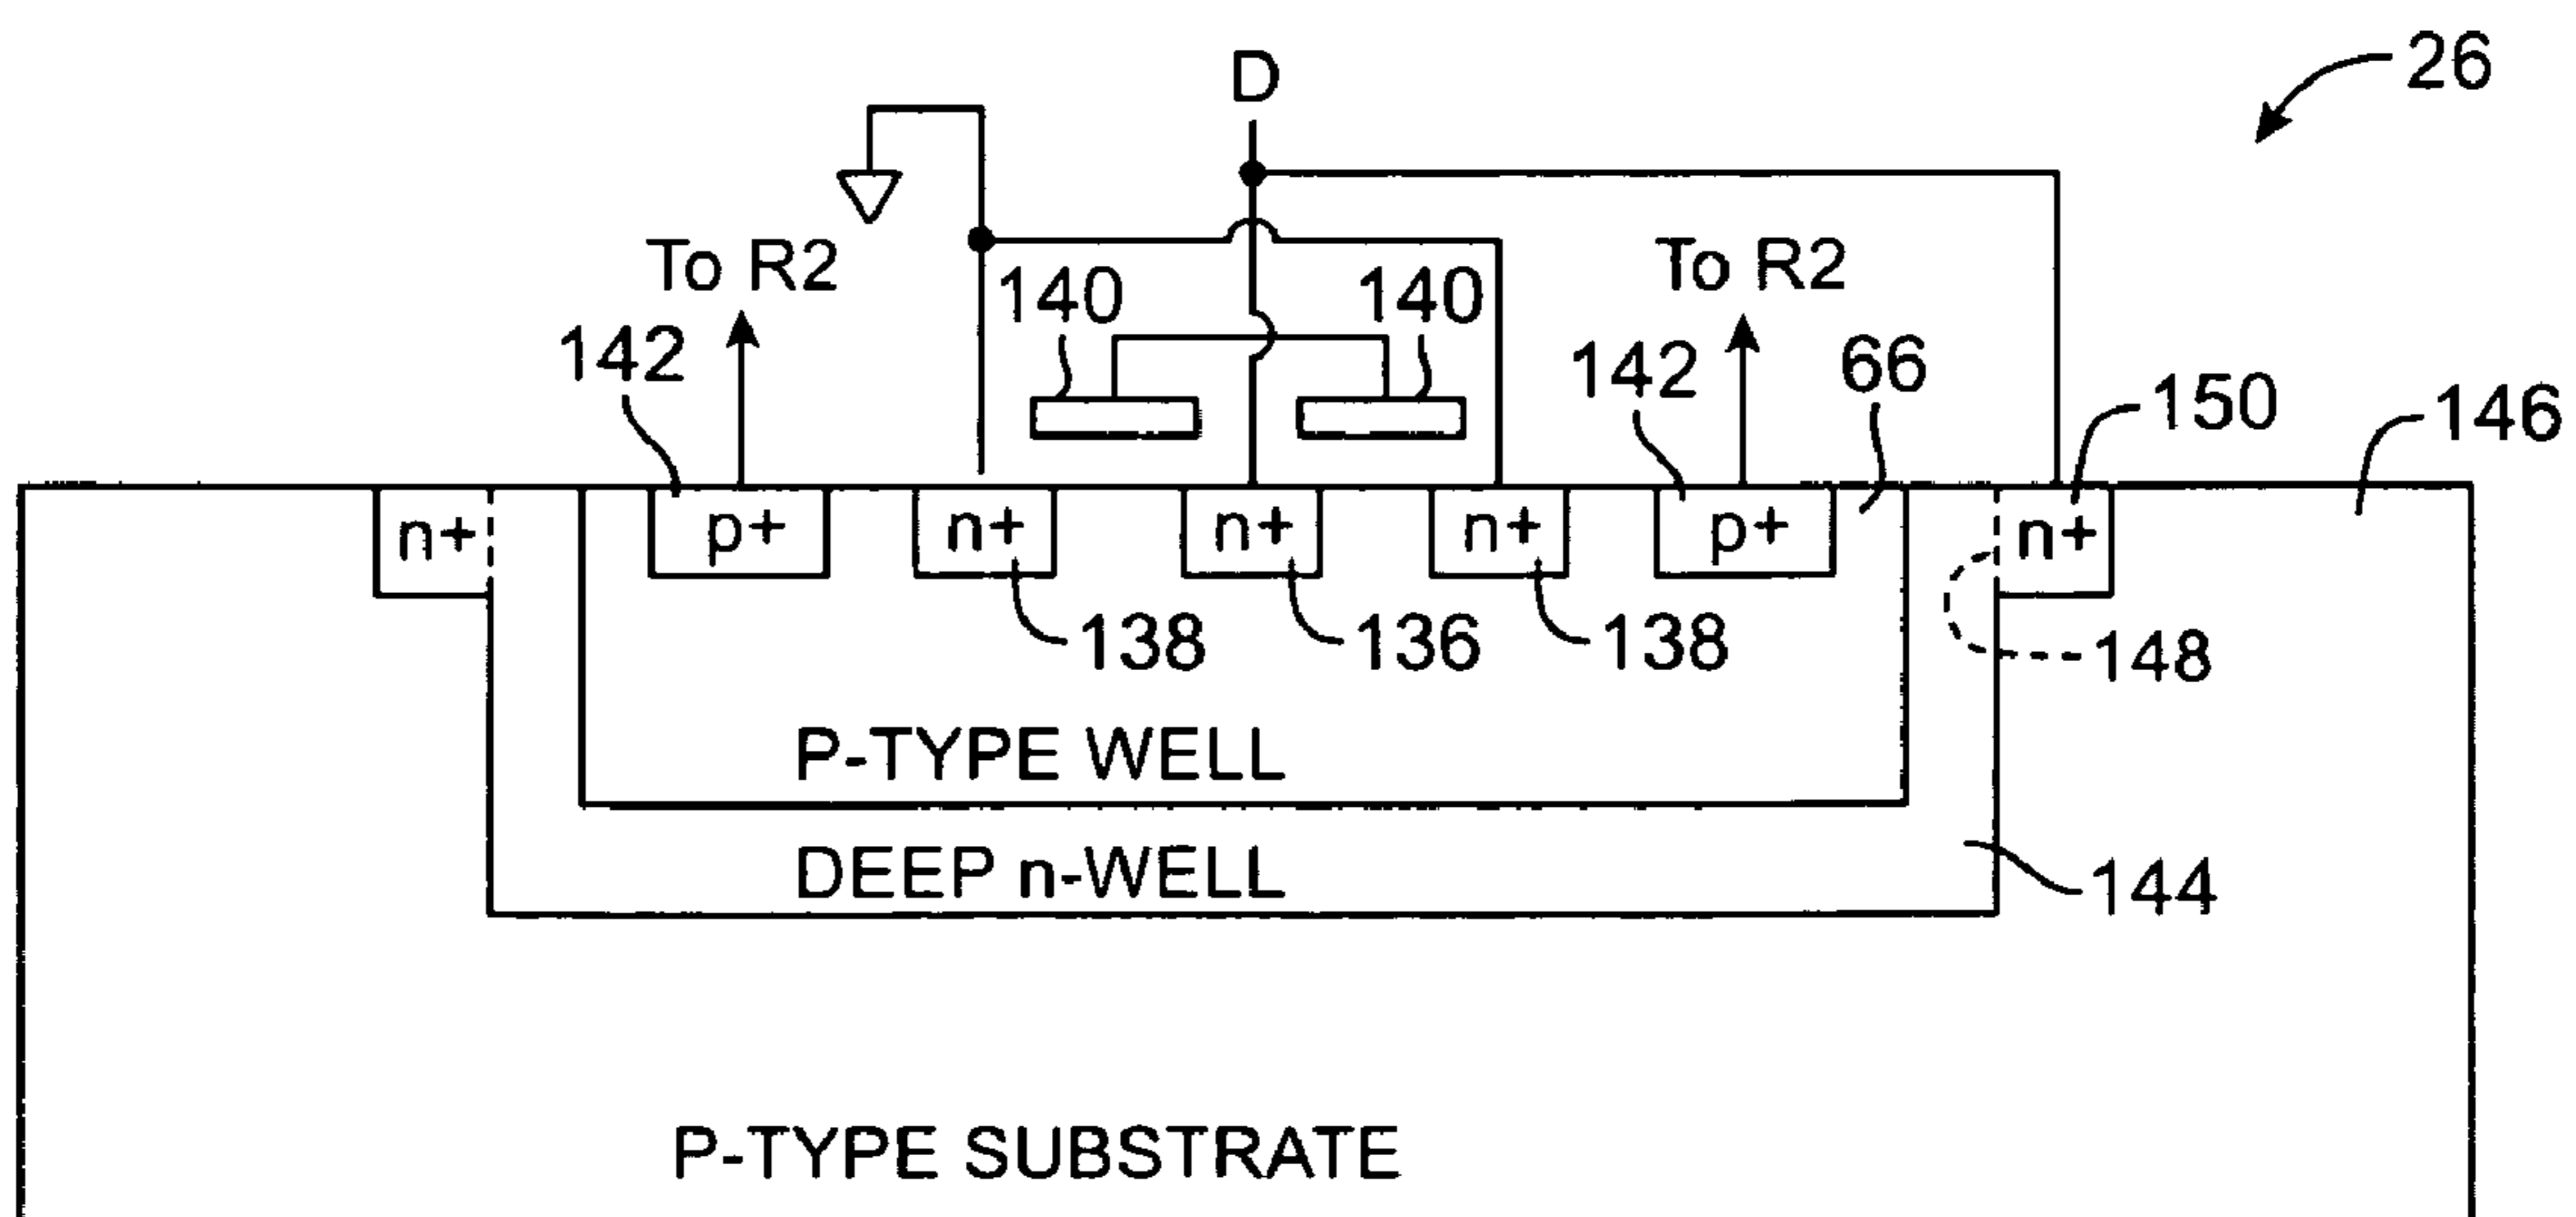 26
D
To R2
To R2
140
140
142
142
66
150
146
n+
p+
n+
n+
n+
p+
n+
138
136
138
148
P-TYPE WELL
DEEP n-WELL
144
P-TYPE SUBSTRATE